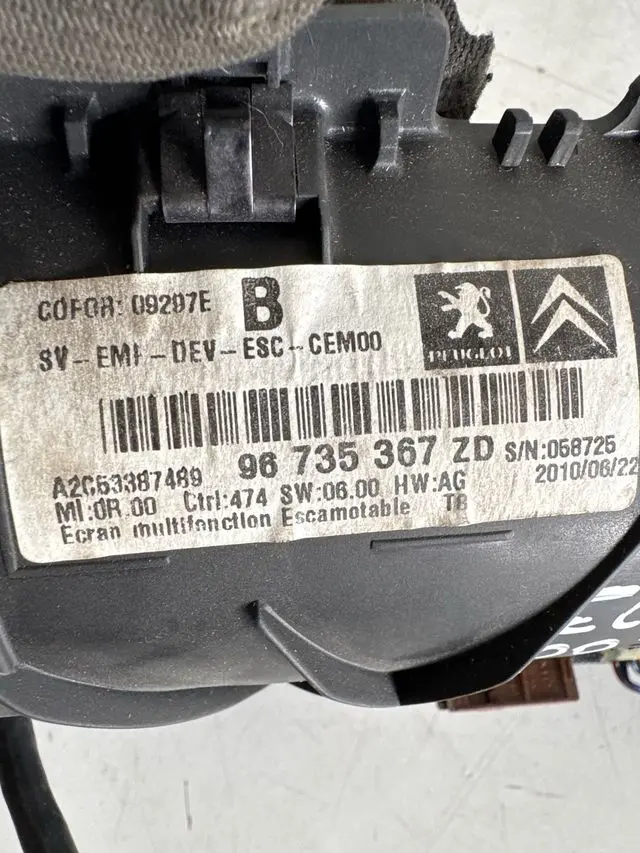 COFOR: 09297E B
SV-EMF-DEV-ESC-CEM00
PEUGEOT
A2C53387489 96 735 367 ZD S/N:058725
MI:0R.00 Ctrl:474 SW:06.00 HW:AG 2010/06/22
Ecran multifonction Escamotable TB